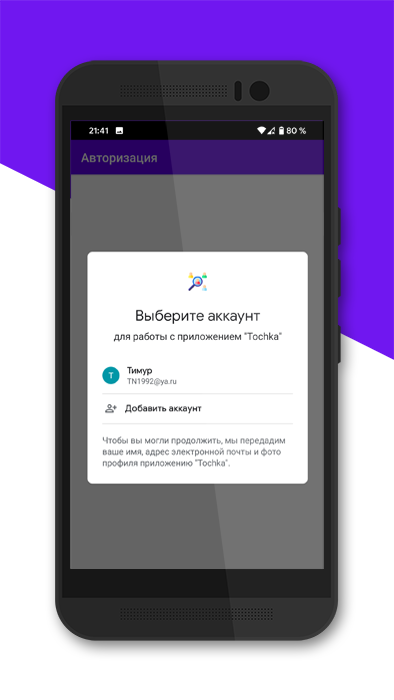 21:41
80 %
Авторизация
Выберите аккаунт
для работы с приложением "Tochka"
Т
Тимур
TN1992@ya.ru
Добавить аккаунт
Чтобы вы могли продолжить, мы передадим
ваше имя, адрес электронной почты и фото
профиля приложению "Tochka".